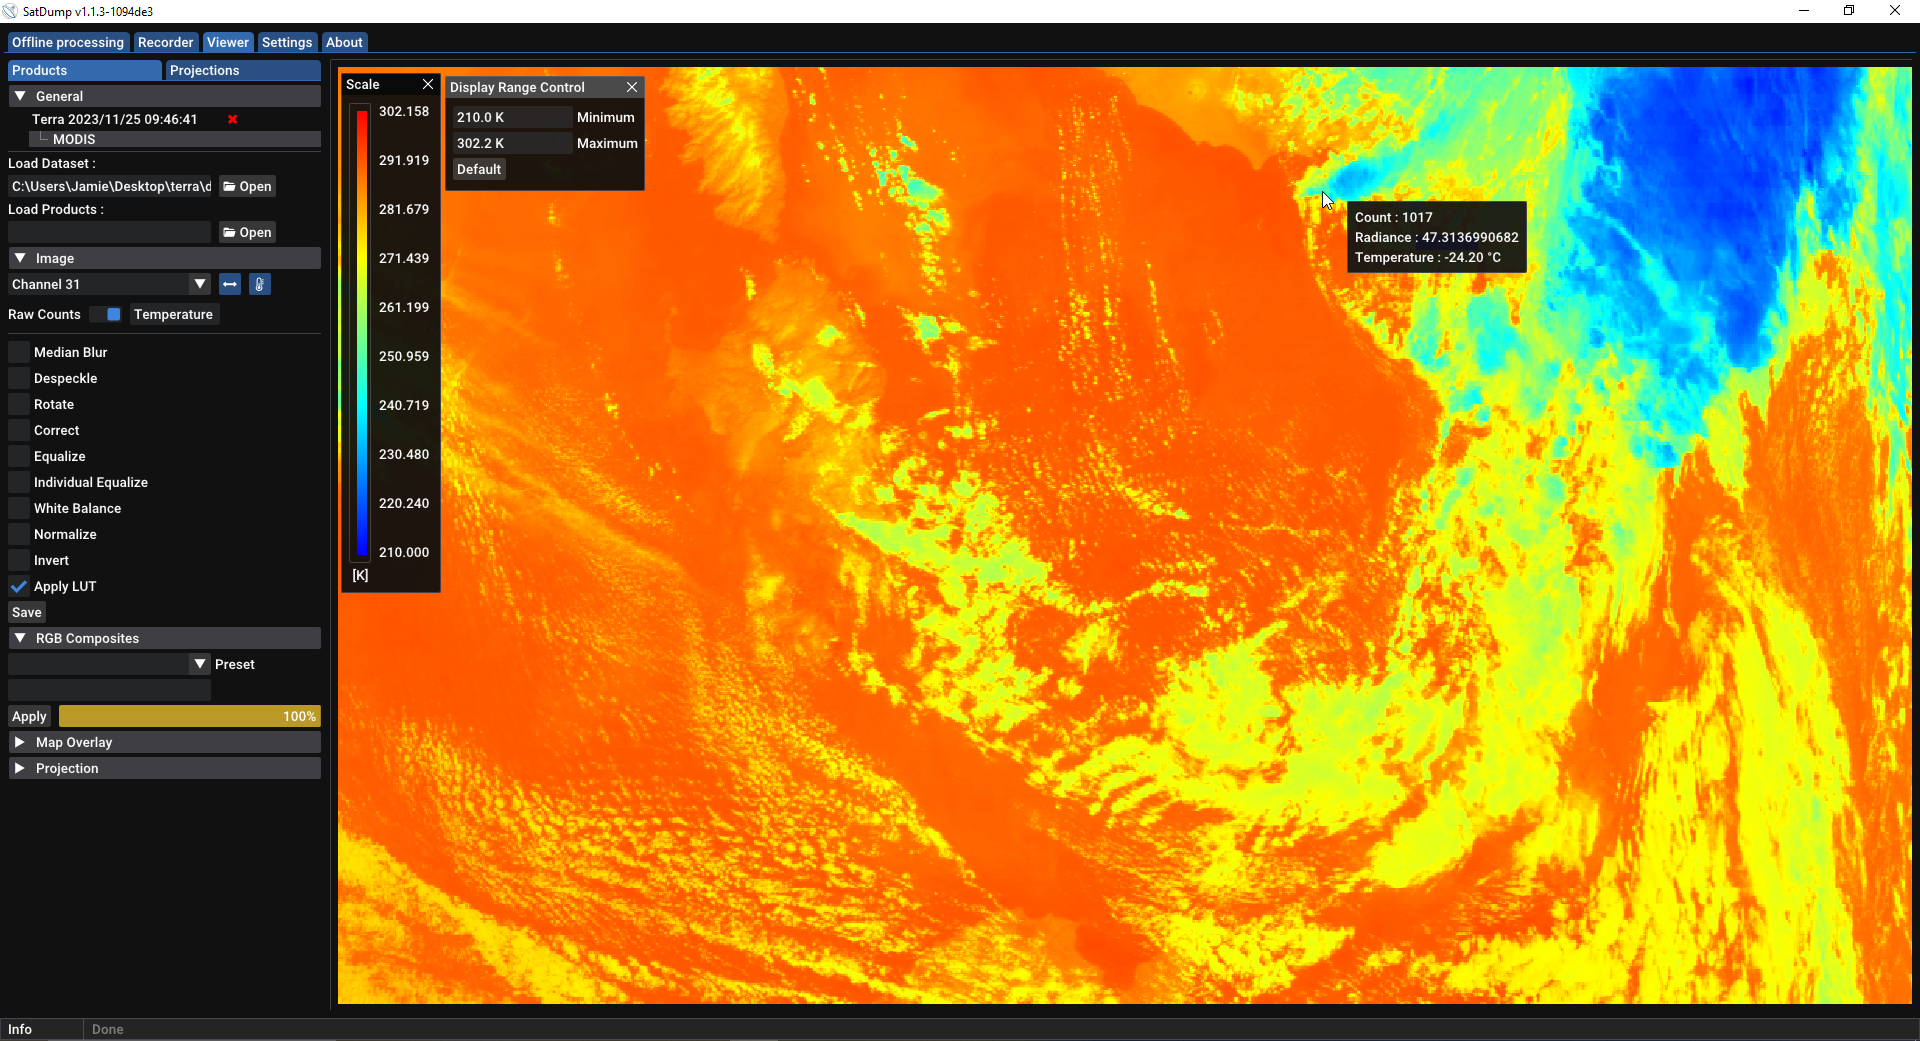 SatDump v1.1.3-1094de3
Offline processing Recorder Viewer Settings About
Products Projections
General
Terra 2023/11/25 09:46:41
MODIS
Load Dataset :
C:\Users\Jamie\Desktop\terra\d Open
Load Products :
Open
Image
Channel 31
Raw Counts Temperature
Median Blur
Despeckle
Rotate
Correct
Equalize
Individual Equalize
White Balance
Normalize
Invert
Apply LUT
Save
RGB Composites
Preset
Apply 100%
Map Overlay
Projection
Scale
302.158
291.919
281.679
271.439
261.199
250.959
240.719
230.480
220.240
210.000
[K]
Display Range Control
210.0 K Minimum
302.2 K Maximum
Default
Count : 1017
Radiance : 47.3136990682
Temperature : -24.20 °C
Info Done